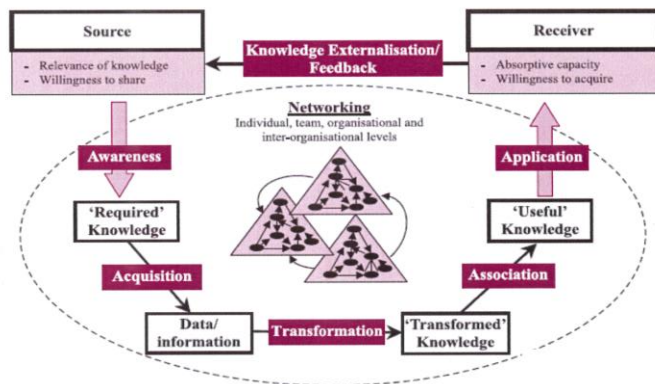 Source
- Relevance of knowledge
- Willingness to share
Knowledge Externalisation/
Feedback
Receiver
- Absorptive capacity
- Willingness to acquire
Networking
Individual, team, organisational and
inter-organisational levels
Awareness
Application
'Required'
Knowledge
'Useful'
Knowledge
Acquisition
Association
Data/
information
Transformation
'Transformed'
Knowledge